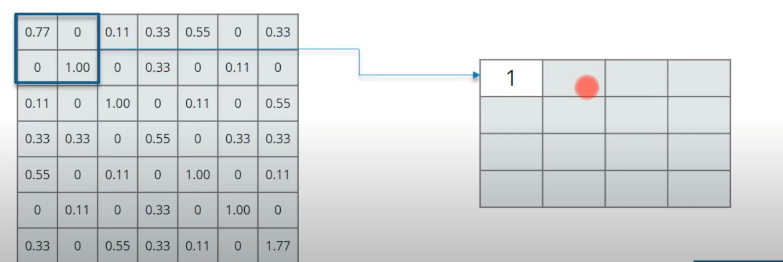 0.77 0 0.11 0.33 0.55 0 0.33
0 1.00 0 0.33 0 0.11 0
0.11 0 1.00 0 0.11 0 0.55
0.33 0.33 0 0.55 0 0.33 0.33
0.55 0 0.11 0 1.00 0 0.11
0 0.11 0 0.33 0 1.00 0
0.33 0 0.55 0.33 0.11 0 1.77
1